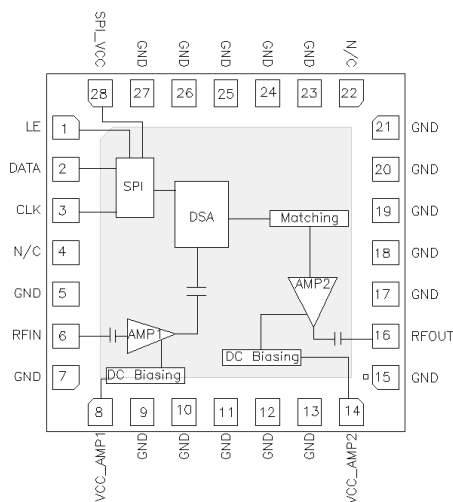 SPI_VCC
GND
GND
GND
GND
GND
N/C
28
27
26
25
24
23
22
LE
1
21
GND
DATA
2
SPI
20
GND
CLK
3
DSA
Matching
19
GND
N/C
4
18
GND
GND
5
AMP2
17
GND
RFIN
6
AMP1
16
RFOUT
DC Biasing
GND
7
DC Biasing
15
GND
8
9
10
11
12
13
14
VCC_AMP1
GND
GND
GND
GND
GND
VCC_AMP2